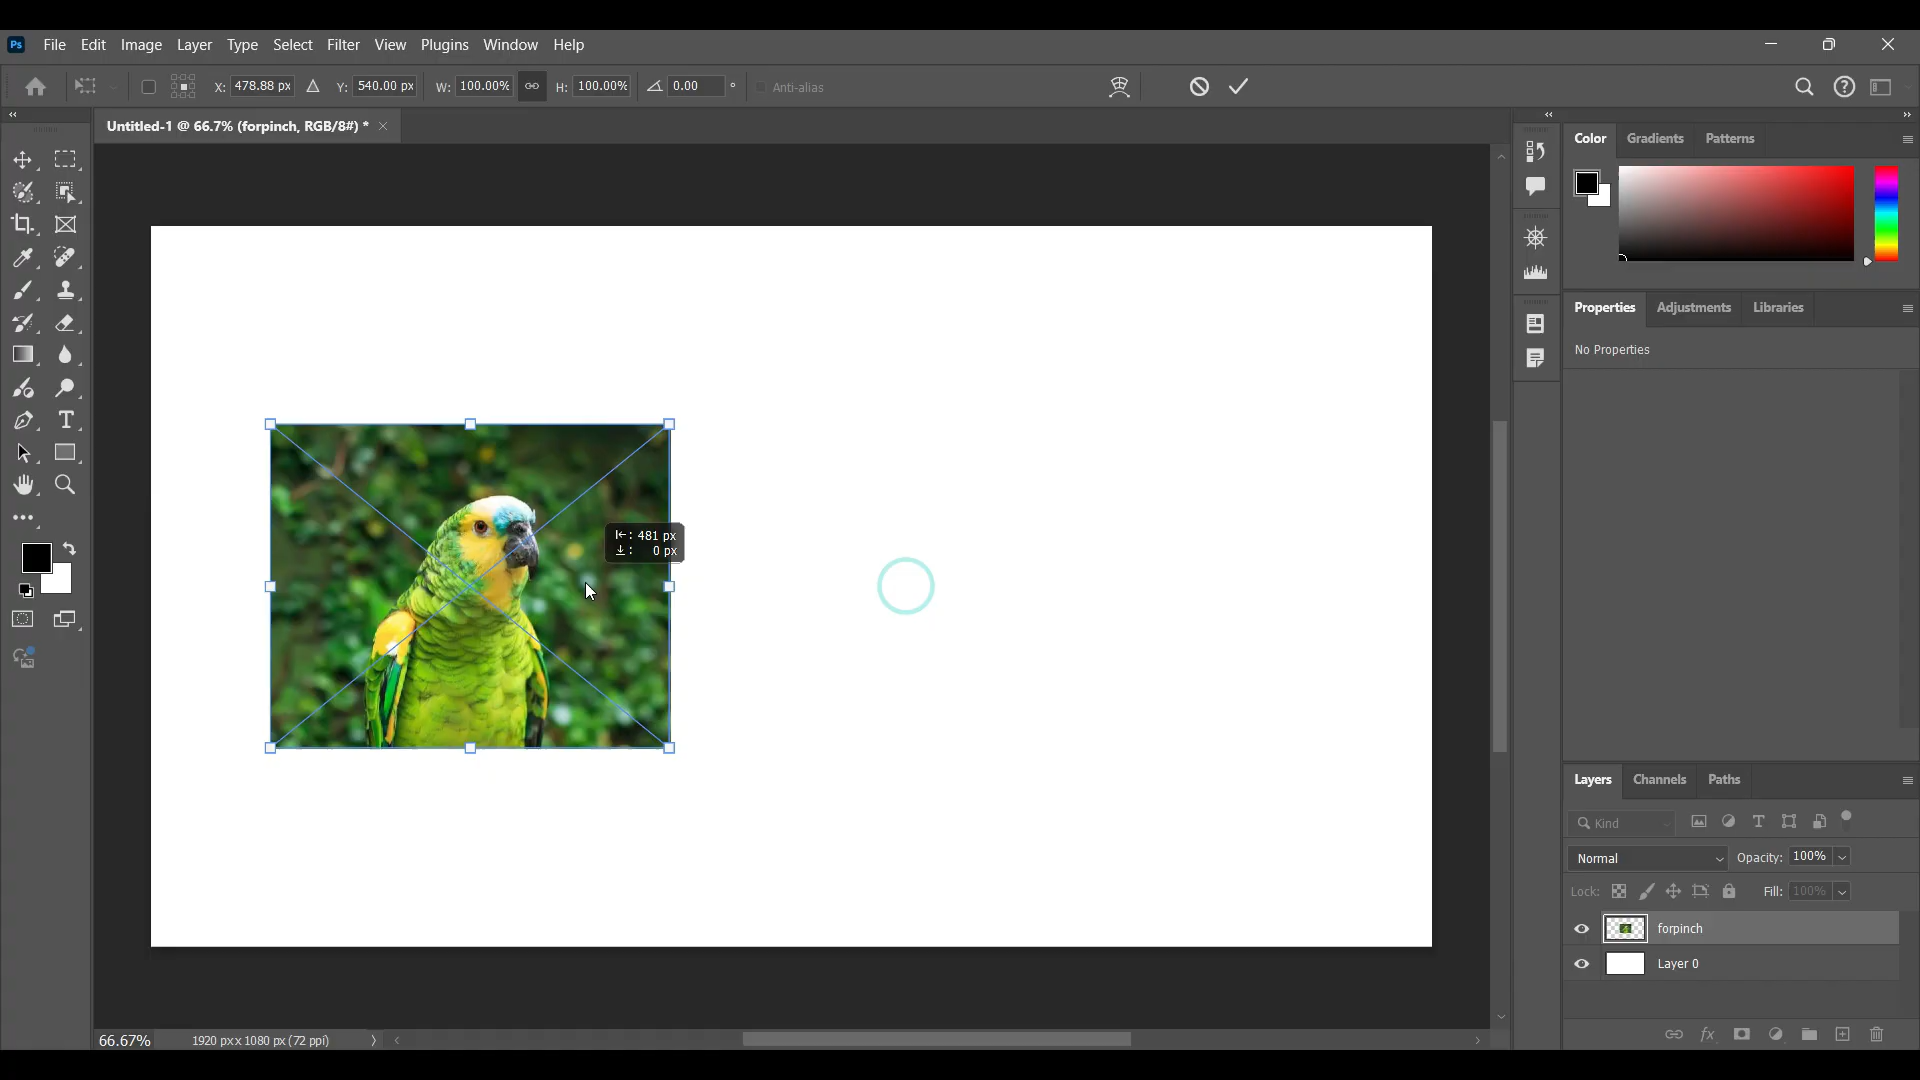 Ps File Edit Image Layer Type Select Filter View Plugins Window Help
X: 478.88 px Y: 540.00 px W: 100.00% H: 100.00% 0.00 ° Anti-alias
Untitled-1 @ 66.7% (forpinch, RGB/8#) *
Color Gradients Patterns
Properties Adjustments Libraries
No Properties
481 px
0 px
Layers Channels Paths
Kind
Normal Opacity: 100%
Lock: Fill: 100%
forpinch
Layer 0
fx
66.67% 1920 px x 1080 px (72 ppi)